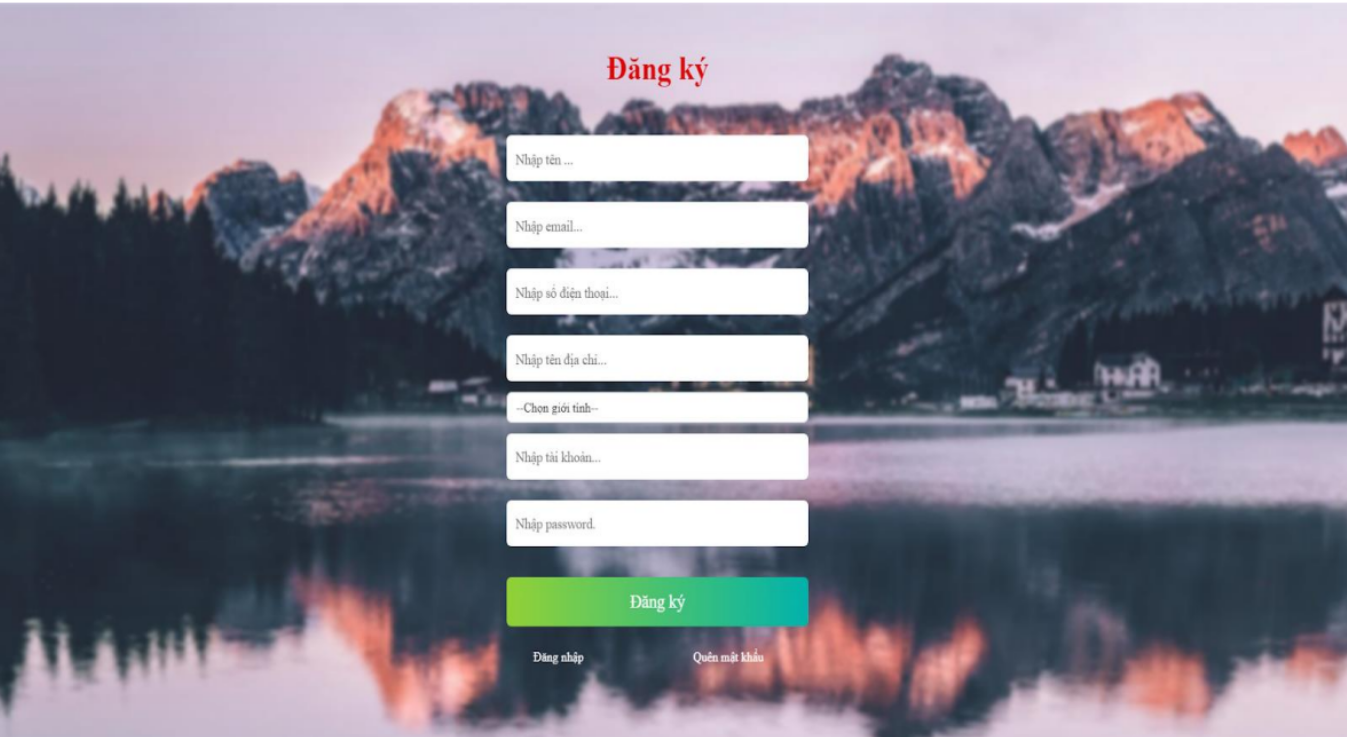 Đăng ký
Nhập tên ...
Nhập email...
Nhập số điện thoại...
Nhập tên địa chỉ...
--Chọn giới tính--
Nhập tài khoản...
Nhập password.
Đăng ký
Đăng nhập
Quên mật khẩu